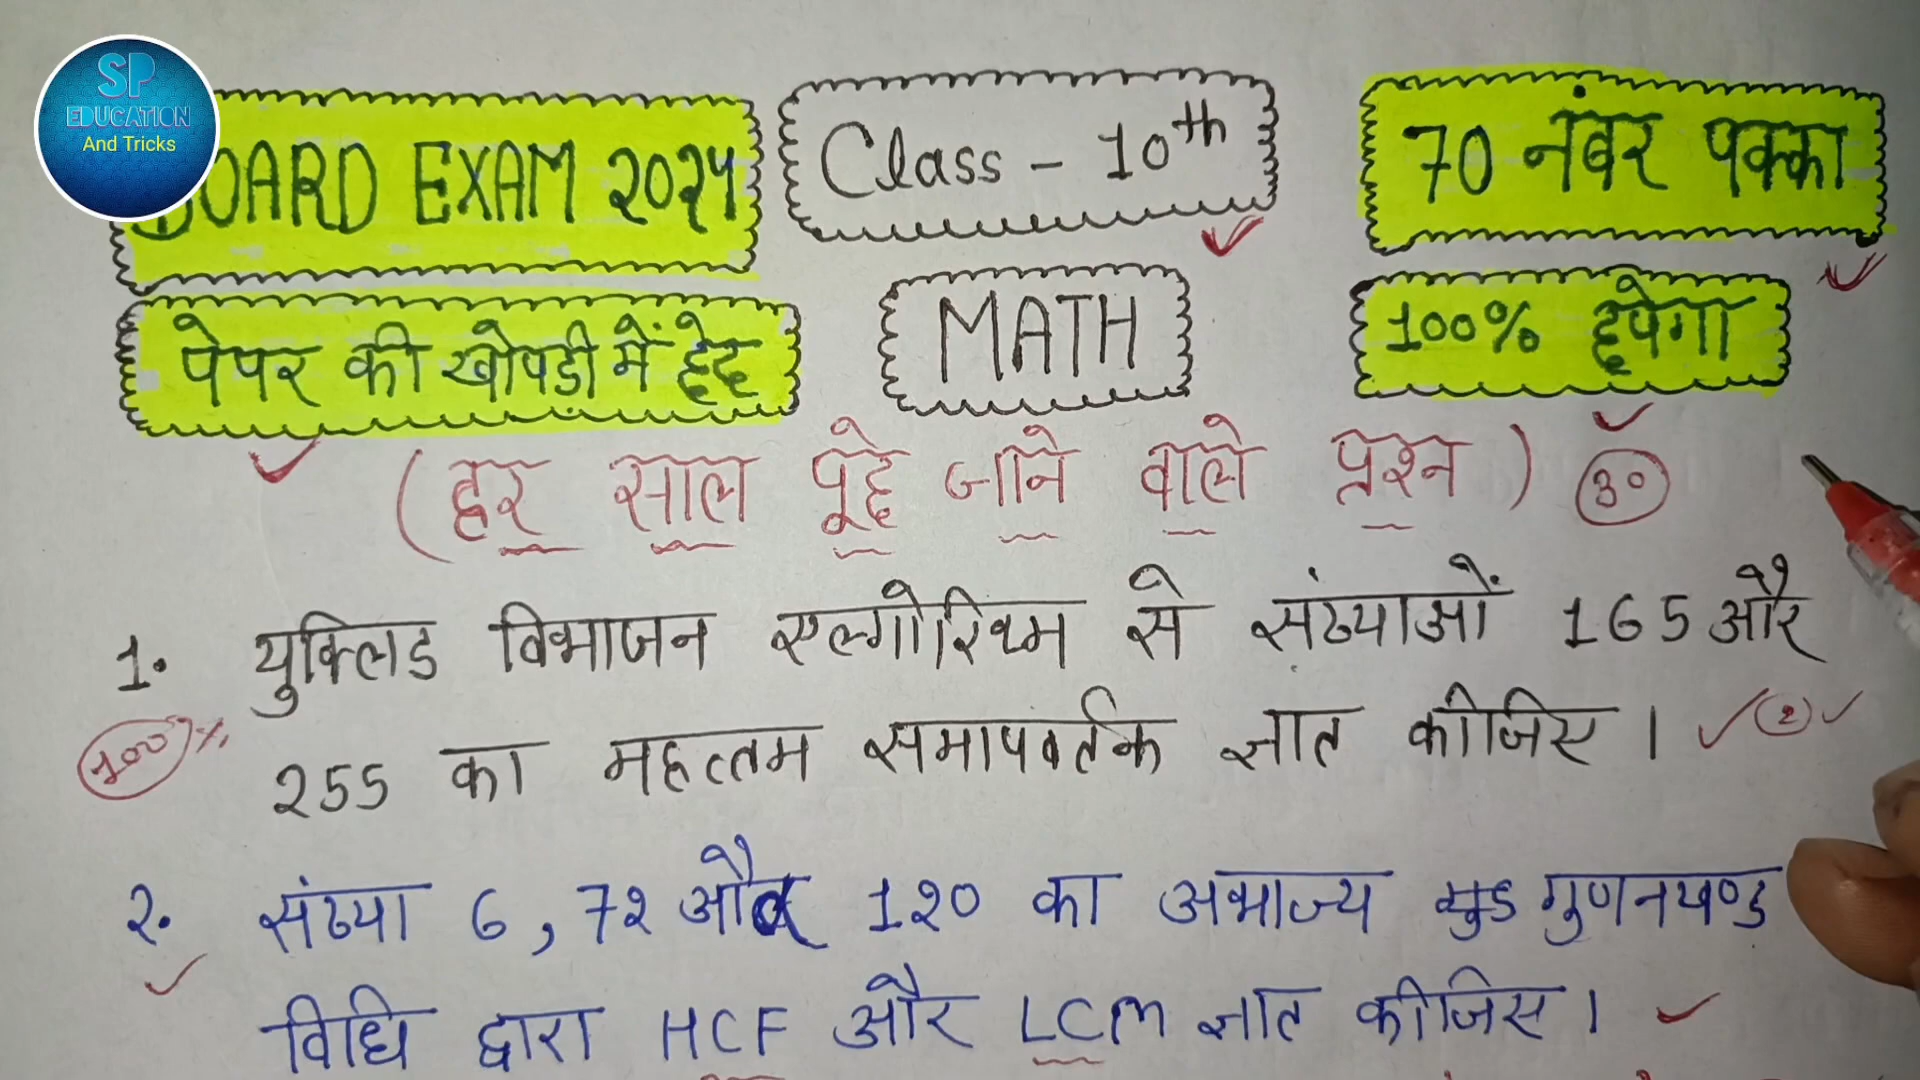 SP
EDUCATION
And Tricks
BOARD EXAM 2024
Class - 10th
70 नंबर पक्का
पेपर की खोपडी में छेद
MATH
100% छपेगा
(हर साल पूछे जाने वाले प्रश्न) 30
1. युक्लिड विभाजन एल्गोरिथ्म से संख्याओं 165 और
100%
255 का महत्तम समापवर्तक ज्ञात कीजिए। 2
2. संख्या 6, 72 और 120 का अभाज्य गुणनखण्ड
विधि द्वारा HCF और LCM ज्ञात कीजिए।